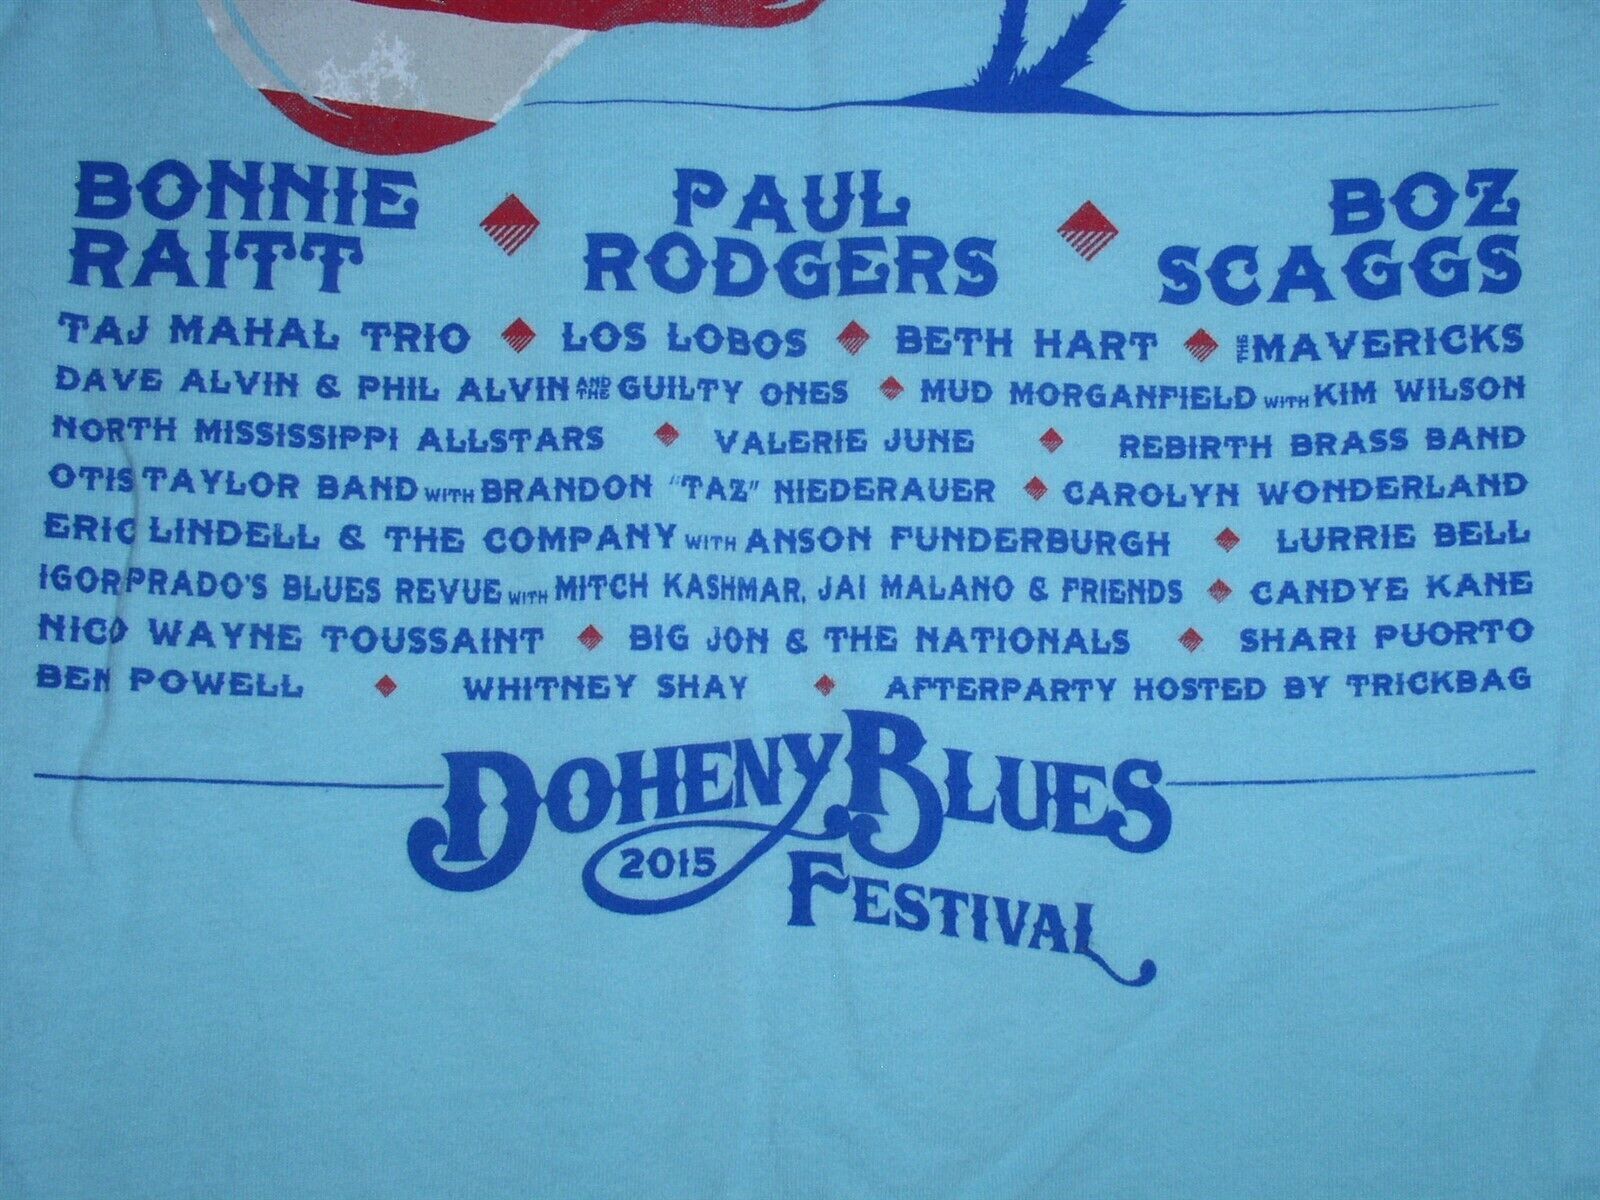 BONNIE RAITT ♦ PAUL RODGERS ♦ BOZ SCAGGS
TAJ MAHAL TRIO ♦ LOS LOBOS ♦ BETH HART ♦ THE MAVERICKS
DAVE ALVIN & PHIL ALVIN AND THE GUILTY ONES ♦ MUD MORGANFIELD WITH KIM WILSON
NORTH MISSISSIPPI ALLSTARS ♦ VALERIE JUNE ♦ REBIRTH BRASS BAND
OTIS TAYLOR BAND WITH BRANDON "TAZ" NIEDERAUER ♦ CAROLYN WONDERLAND
ERIC LINDELL & THE COMPANY WITH ANSON FUNDERBURGH ♦ LURRIE BELL
IGOR PRADO'S BLUES REVUE WITH MITCH KASHMAR, JAI MALANO & FRIENDS ♦ CANDYE KANE
NICO WAYNE TOUSSAINT ♦ BIG JON & THE NATIONALS ♦ SHARI PUORTO
BEN POWELL ♦ WHITNEY SHAY ♦ AFTERPARTY HOSTED BY TRICKBAG
DOHENY BLUES
2015 FESTIVAL